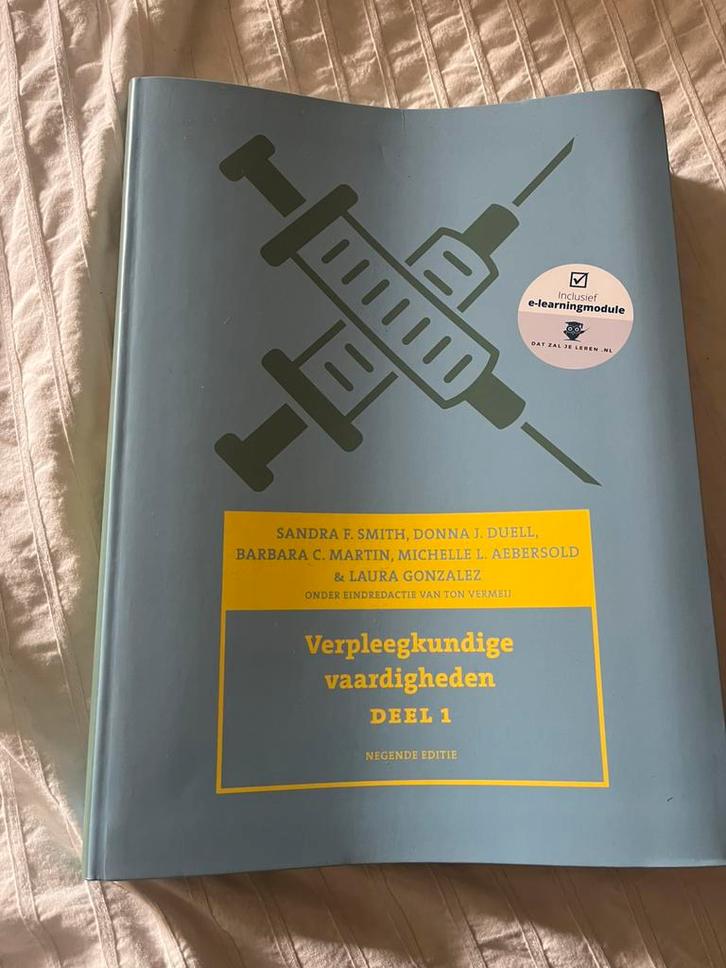 Inclusief
e-learningmodule
DAT ZAL JE LEREN .NL
SANDRA F. SMITH, DONNA J. DUELL,
BARBARA C. MARTIN, MICHELLE L. AEBERSOLD
& LAURA GONZALEZ
ONDER EINDREDACTIE VAN TON VERMEIJ
Verpleegkundige
vaardigheden
DEEL 1
NEGENDE EDITIE